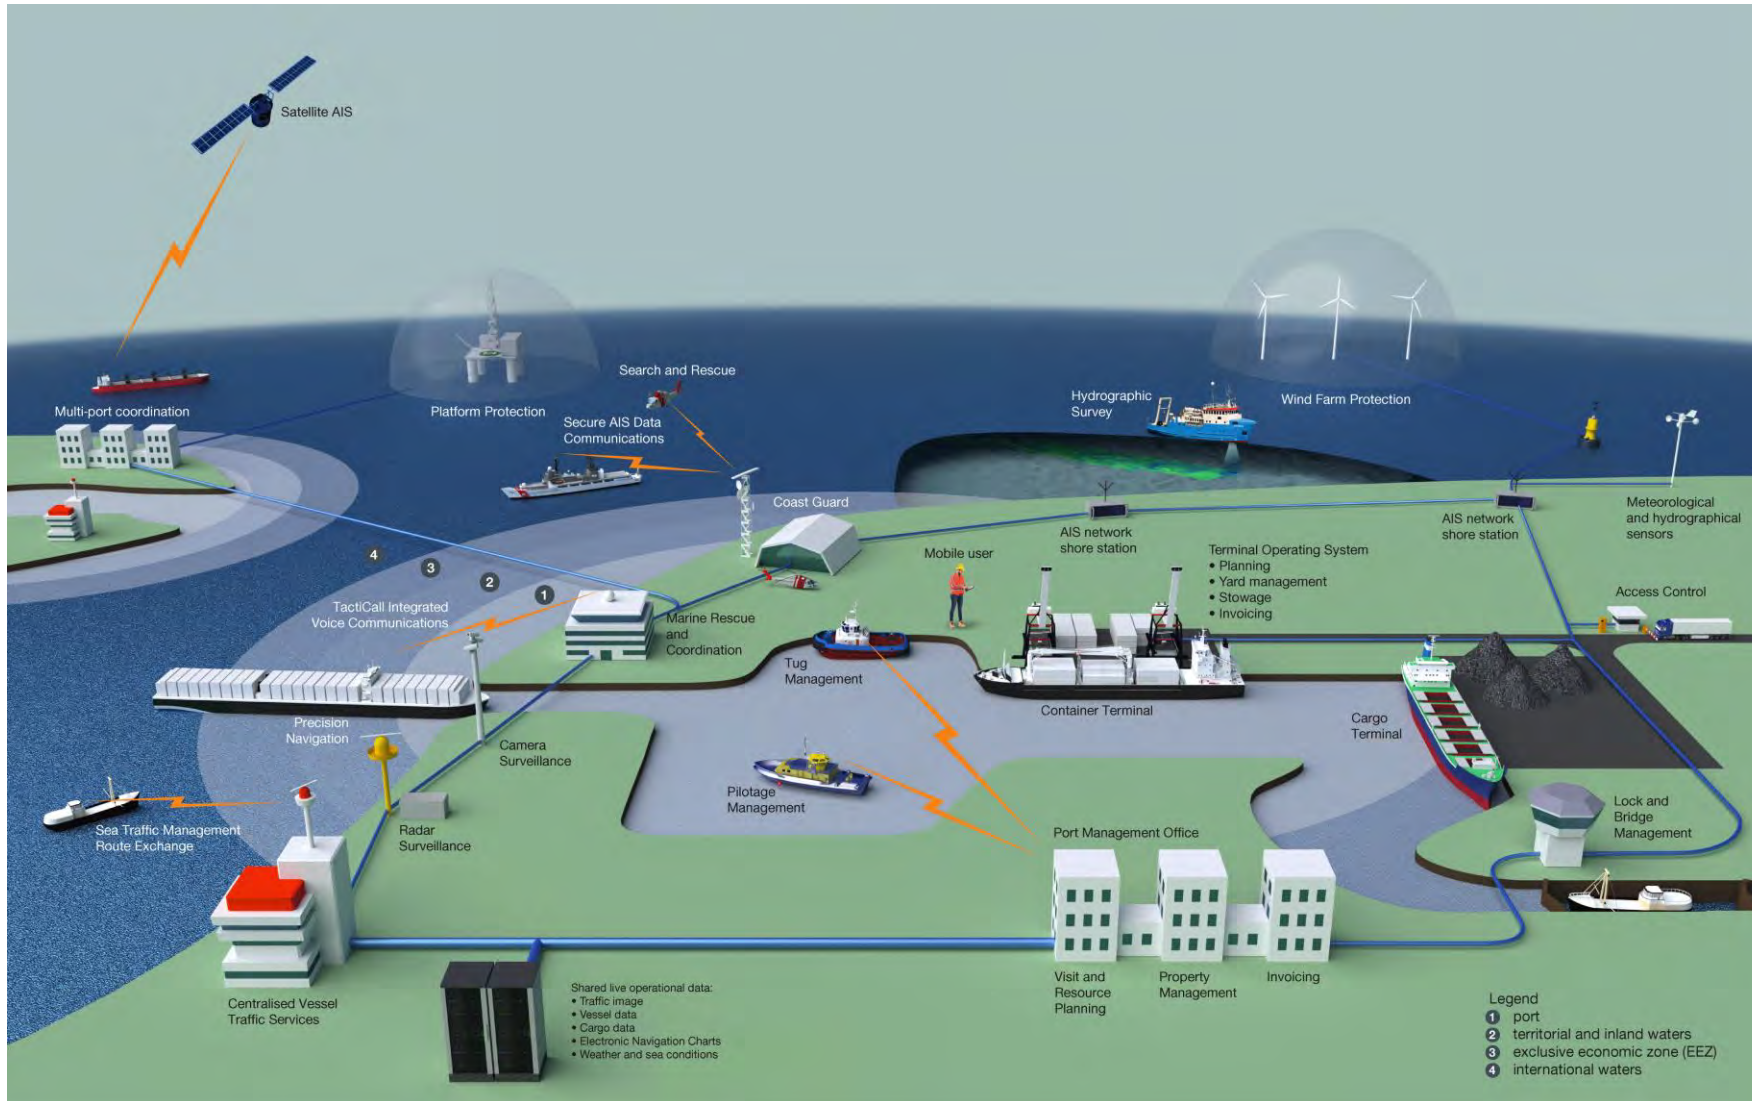 Satellite AIS
Multi-port coordination
Platform Protection
Search and Rescue
Secure AIS Data
Communications
Hydrographic
Survey
Wind Farm Protection
Coast Guard
AIS network
shore station
AIS network
shore station
Meteorological
and hydrographical
sensors
Mobile user
Terminal Operating System
• Planning
• Yard management
• Stowage
• Invoicing
Access Control
4
3
2
1
TactiCall Integrated
Voice Communications
Marine Rescue
and
Coordination
Tug
Management
Container Terminal
Cargo
Terminal
Precision
Navigation
Camera
Surveillance
Pilotage
Management
Sea Traffic Management
Route Exchange
Radar
Surveillance
Port Management Office
Lock and
Bridge
Management
Visit and
Resource
Planning
Property
Management
Invoicing
Centralised Vessel
Traffic Services
Shared live operational data:
• Traffic image
• Vessel data
• Cargo data
• Electronic Navigation Charts
• Weather and sea conditions
Legend
1 port
2 territorial and inland waters
3 exclusive economic zone (EEZ)
4 international waters